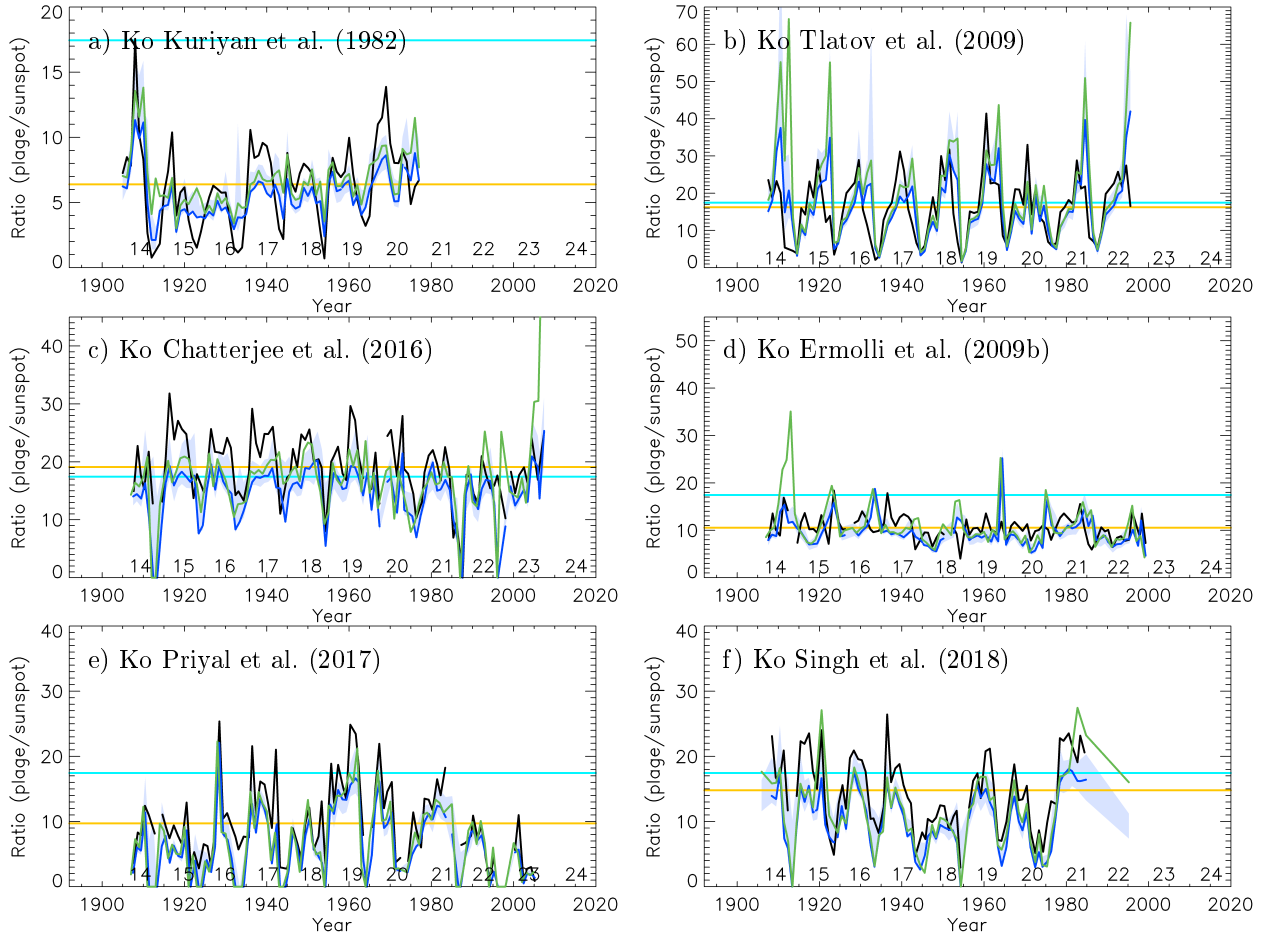 a) Ko Kuriyan et al. (1982)
Ratio (plage/sunspot)
20
15
10
5
0
14 15 16 17 18 19 20 21 22 23 24
1900 1920 1940 1960 1980 2000 2020
Year
b) Ko Tlatov et al. (2009)
Ratio (plage/sunspot)
70
60
50
40
30
20
10
0
14 15 16 17 18 19 20 21 22 23 24
1900 1920 1940 1960 1980 2000 2020
Year
c) Ko Chatterjee et al. (2016)
Ratio (plage/sunspot)
40
30
20
10
0
14 15 16 17 18 19 20 21 22 23 24
1900 1920 1940 1960 1980 2000 2020
Year
d) Ko Ermolli et al. (2009b)
Ratio (plage/sunspot)
50
40
30
20
10
0
14 15 16 17 18 19 20 21 22 23 24
1900 1920 1940 1960 1980 2000 2020
Year
e) Ko Priyal et al. (2017)
Ratio (plage/sunspot)
40
30
20
10
0
14 15 16 17 18 19 20 21 22 23 24
1900 1920 1940 1960 1980 2000 2020
Year
f) Ko Singh et al. (2018)
Ratio (plage/sunspot)
40
30
20
10
0
14 15 16 17 18 19 20 21 22 23 24
1900 1920 1940 1960 1980 2000 2020
Year